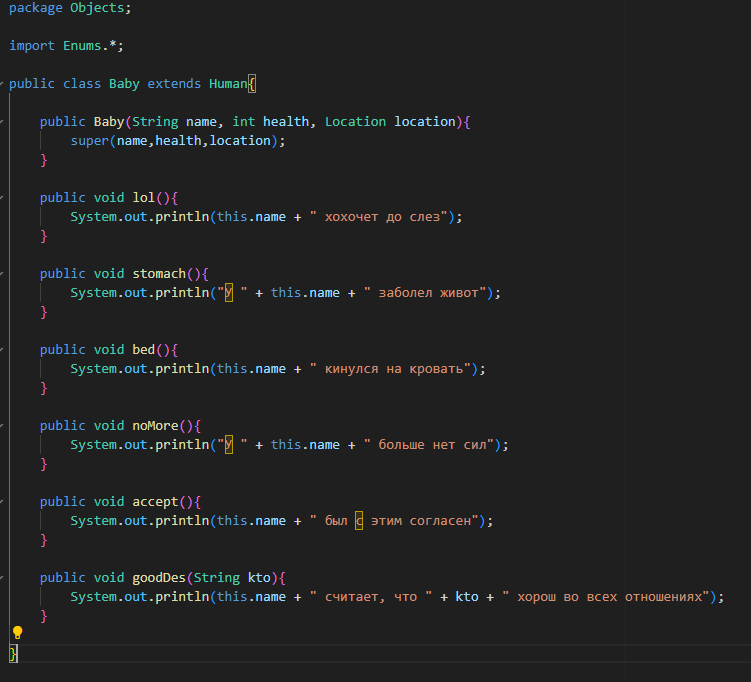 package Objects;
import Enums.*;
public class Baby extends Human{
public Baby(String name, int health, Location location){
super(name,health,location);
}
public void lol(){
System.out.println(this.name + " хохочет до слез");
}
public void stomach(){
System.out.println("У " + this.name + " заболел живот");
}
public void bed(){
System.out.println(this.name + " кинулся на кровать");
}
public void noMore(){
System.out.println("У " + this.name + " больше нет сил");
}
public void accept(){
System.out.println(this.name + " был с этим согласен");
}
public void goodDes(String kto){
System.out.println(this.name + " считает, что " + kto + " хорош во всех отношениях");
}
}